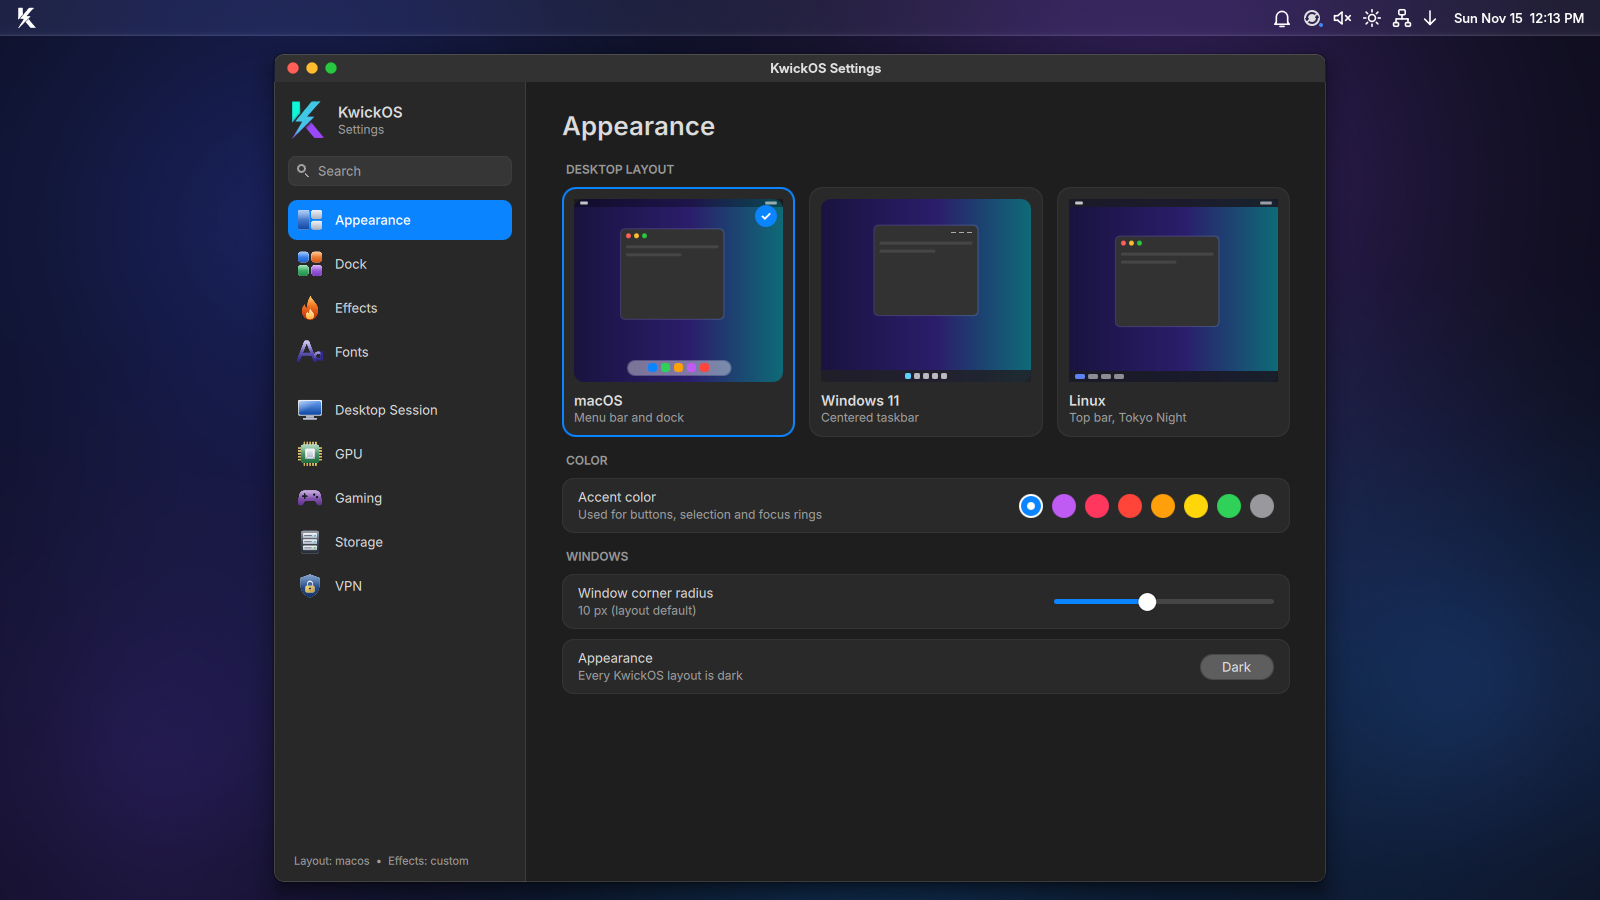 Sun Nov 15 12:13 PM
KwickOS Settings
KwickOS
Settings
Search
Appearance
Dock
Effects
Fonts
Desktop Session
GPU
Gaming
Storage
VPN
Layout: macos • Effects: custom
Appearance
DESKTOP LAYOUT
macOS
Menu bar and dock
Windows 11
Centered taskbar
Linux
Top bar, Tokyo Night
COLOR
Accent color
Used for buttons, selection and focus rings
WINDOWS
Window corner radius
10 px (layout default)
Appearance
Every KwickOS layout is dark
Dark